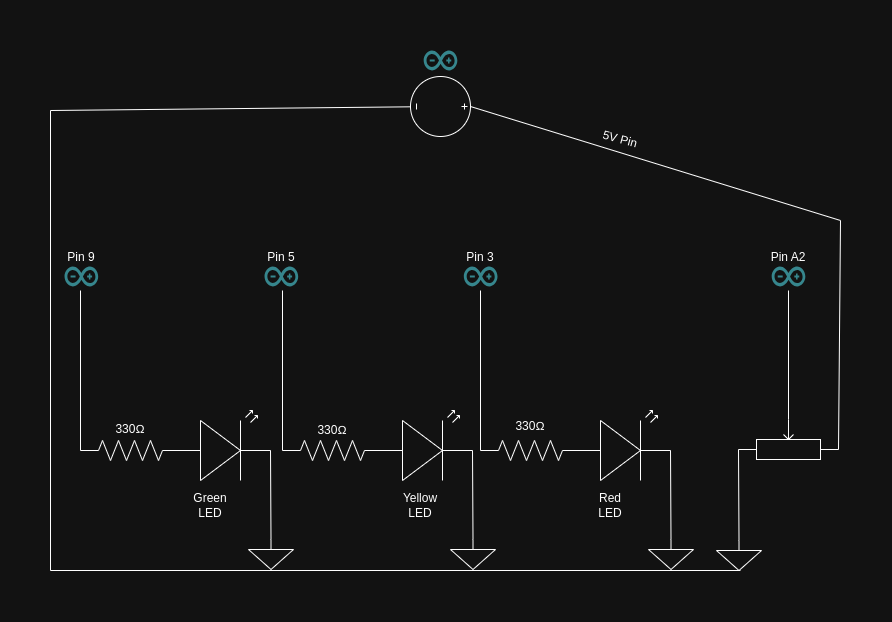 5V Pin
Pin 9
Pin 5
Pin 3
Pin A2
330Ω
330Ω
330Ω
Green
LED
Yellow
LED
Red
LED